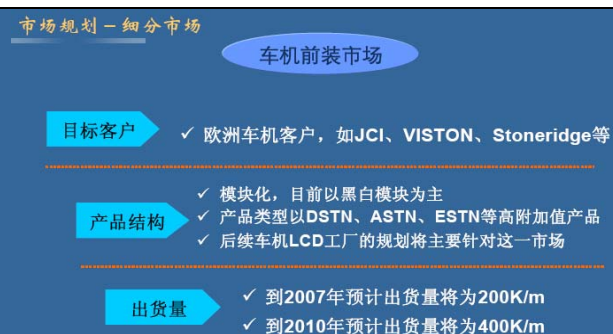 市场规划－细分市场
车机前装市场
目标客户
✓ 欧洲车机客户，如JCI、VISTON、Stoneridge等
产品结构
✓ 模块化，目前以黑白模块为主
✓ 产品类型以DSTN、ASTN、ESTN等高附加值产品
✓ 后续车机LCD工厂的规划将主要针对这一市场
出货量
✓ 到2007年预计出货量将为200K/m
✓ 到2010年预计出货量将为400K/m